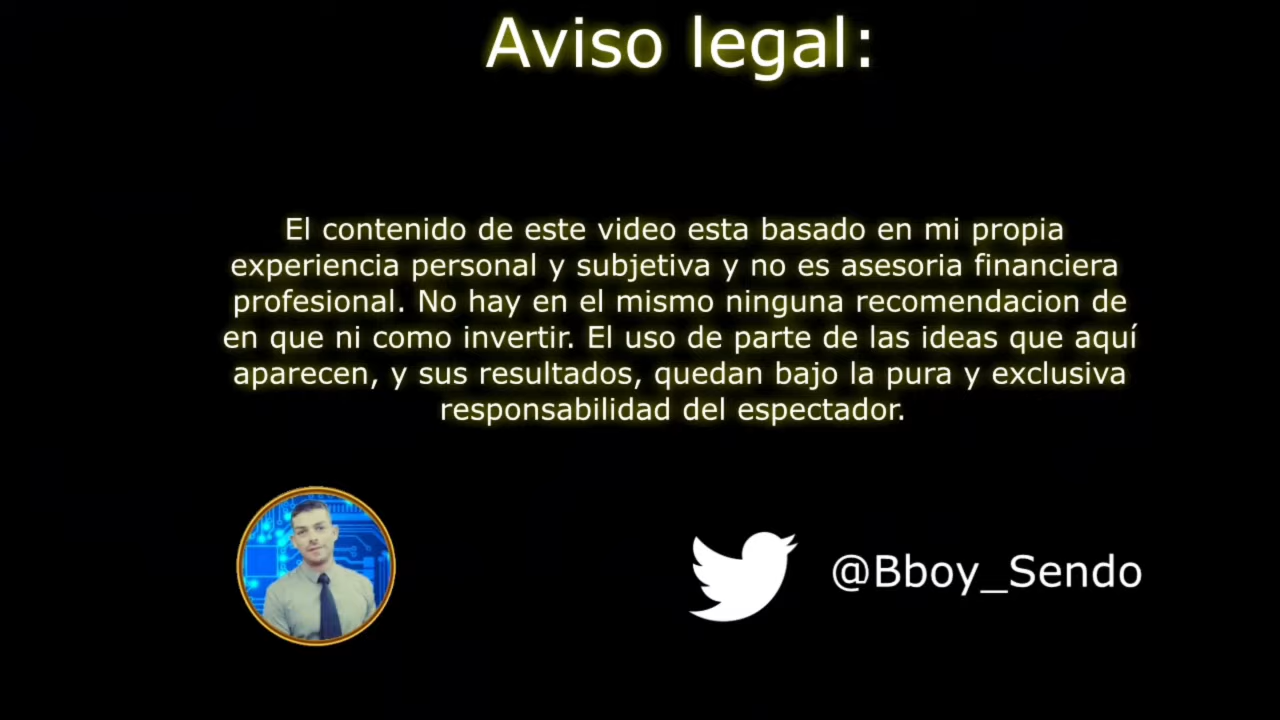 Aviso legal:
El contenido de este video esta basado en mi propia
experiencia personal y subjetiva y no es asesoria financiera
profesional. No hay en el mismo ninguna recomendacion de
en que ni como invertir. El uso de parte de las ideas que aquí
aparecen, y sus resultados, quedan bajo la pura y exclusiva
responsabilidad del espectador.
@Bboy_Sendo